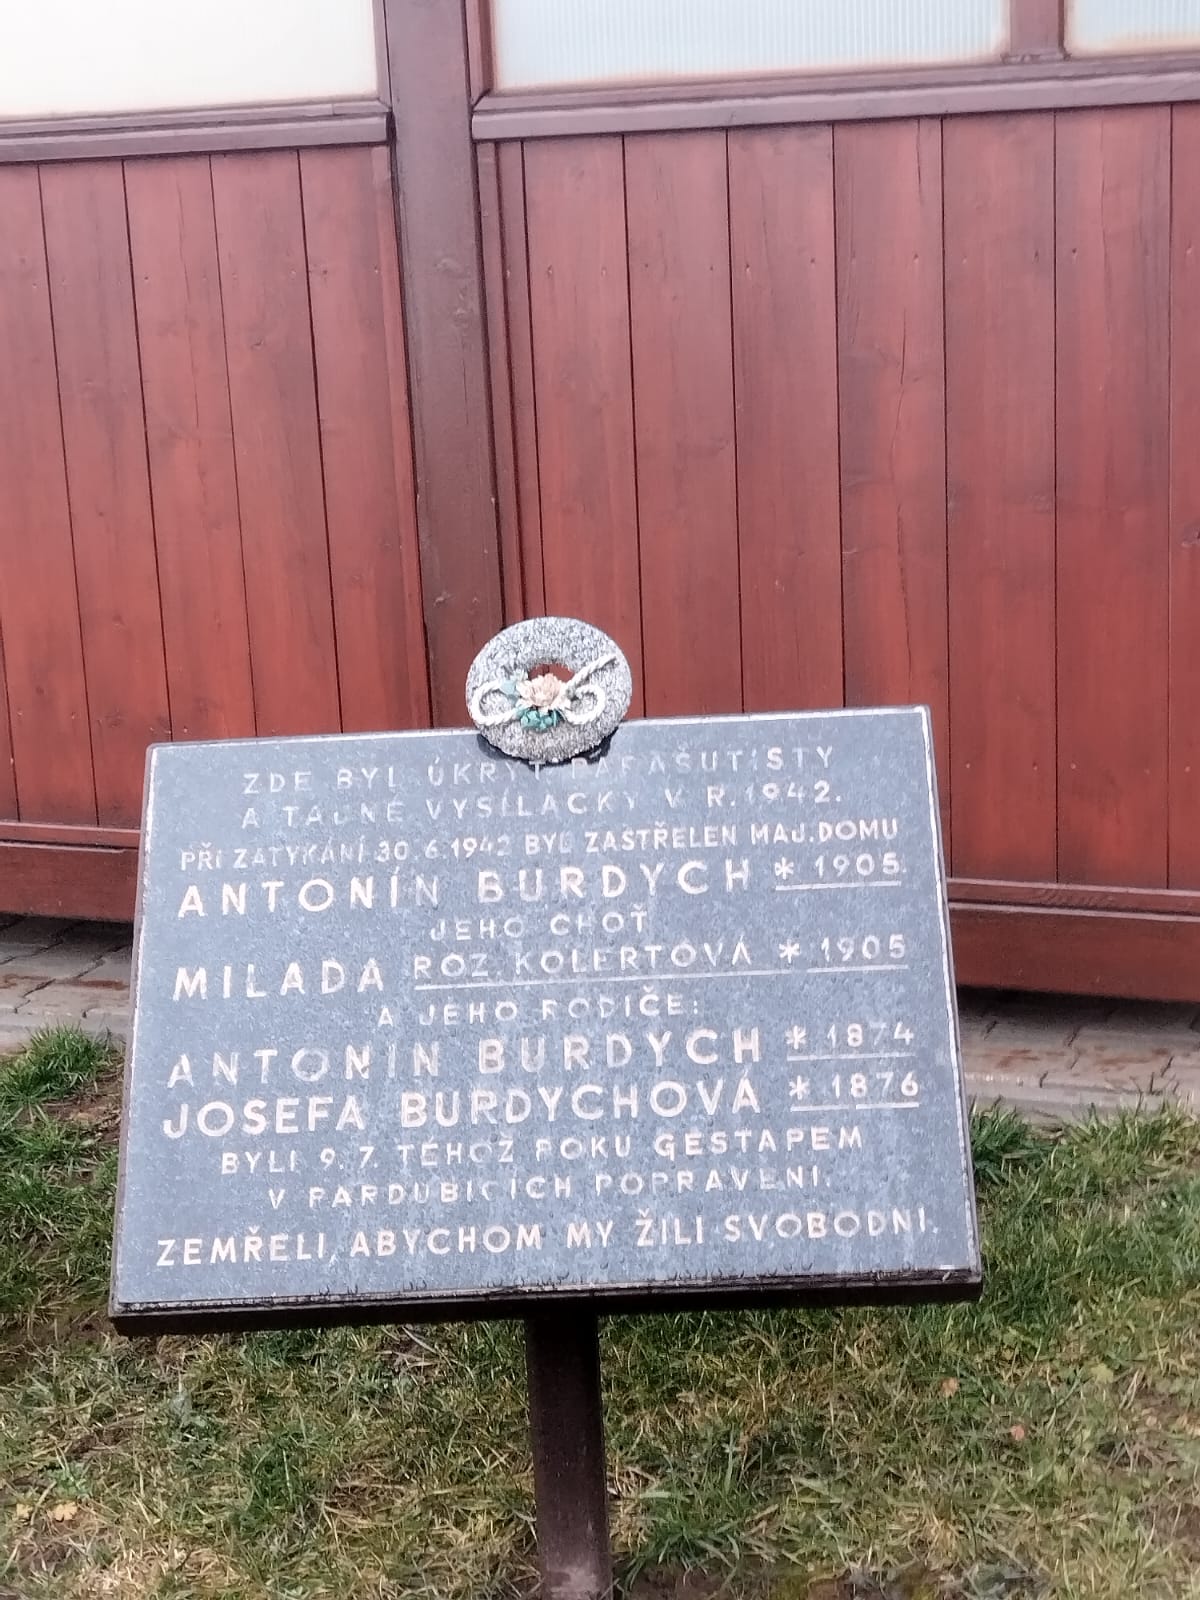 ZDE BYL ÚKRYT PARAŠUTISTY
A TAJNÉ VYSÍLAČKY V R. 1942.
PŘI ZATÝKÁNÍ 30.6.1942 BYL ZASTŘELEN MAJ. DOMU
ANTONÍN BURDYCH * 1905
JEHO CHOŤ
MILADA ROZ. KOLERTOVÁ * 1905
A JEHO RODIČE:
ANTONÍN BURDYCH * 1874
JOSEFA BURDYCHOVÁ * 1876
BYLI 9. 7. TÉHOŽ ROKU GESTAPEM
V PARDUBICÍCH POPRAVENI.
ZEMŘELI, ABYCHOM MY ŽILI SVOBODNI.